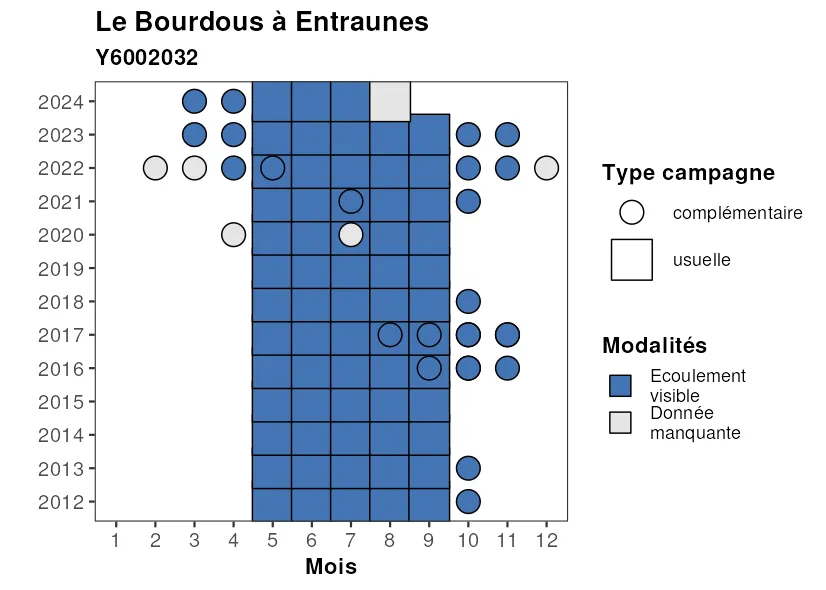 Le Bourdous à Entraunes
Y6002032
2024
2023
2022
2021
2020
2019
2018
2017
2016
2015
2014
2013
2012
1 2 3 4 5 6 7 8 9 10 11 12
Mois
Type campagne
complémentaire
usuelle
Modalités
Ecoulement
visible
Donnée
manquante